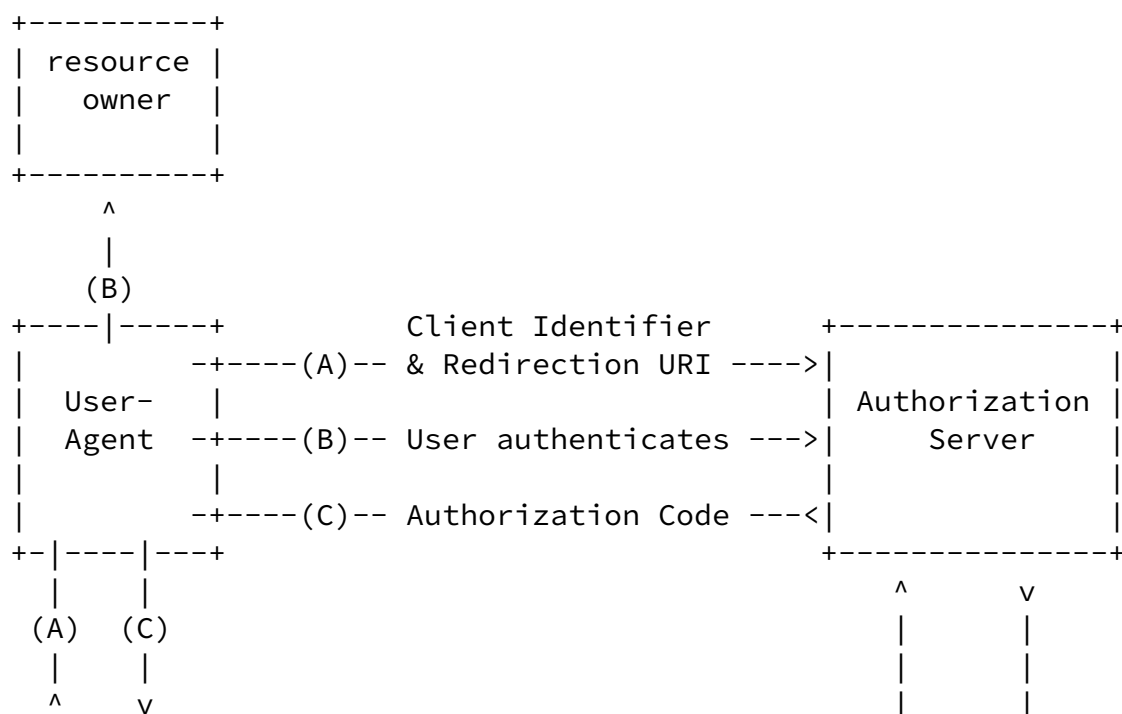 +----------+
| resource |
|   owner  |
|          |
+----------+
     ^
     |
    (B)
+----|-----+          Client Identifier      +---------------+
|         -+----(A)-- & Redirection URI ---->|               |
|  User-   |                                 | Authorization |
|  Agent  -+----(B)-- User authenticates --->|     Server    |
|          |                                 |               |
|         -+----(C)-- Authorization Code ---<|               |
+-|----|---+                                 +---------------+
  |    |                                         ^      v
 (A)  (C)                                        |      |
  |    |                                         |      |
  ^    v                                         |      |